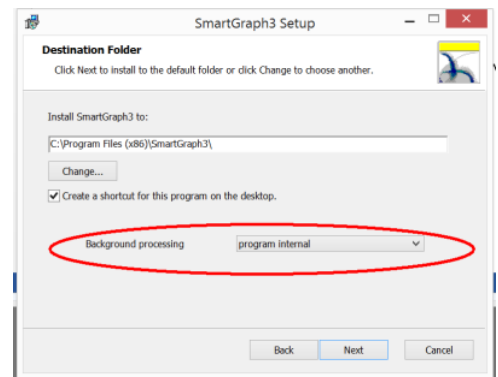 SmartGraph3 Setup
Destination Folder
Click Next to install to the default folder or click Change to choose another.
Install SmartGraph3 to:
C:\Program Files (x86)\SmartGraph3\
Change...
Create a shortcut for this program on the desktop.
Background processing program internal
Back Next Cancel